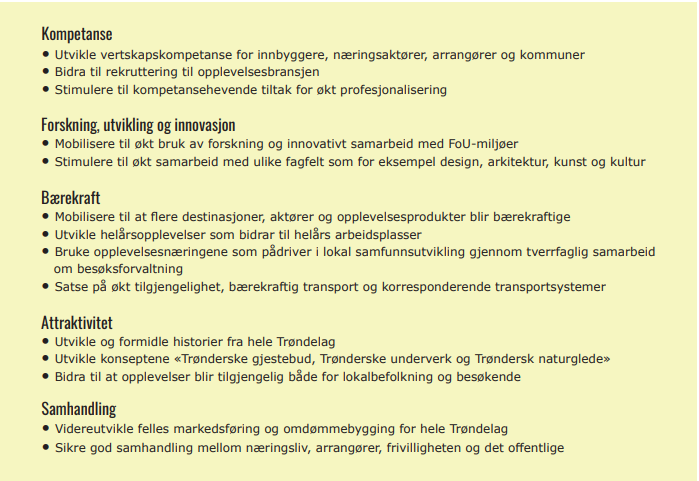 Kompetanse
● Utvikle vertskapskompetanse for innbyggere, næringsaktører, arrangører og kommuner
● Bidra til rekruttering til opplevelsesbransjen
● Stimulere til kompetansehevende tiltak for økt profesjonalisering
Forskning, utvikling og innovasjon
● Mobilisere til økt bruk av forskning og innovativt samarbeid med FoU-miljøer
● Stimulere til økt samarbeid med ulike fagfelt som for eksempel design, arkitektur, kunst og kultur
Bærekraft
● Mobilisere til at flere destinasjoner, aktører og opplevelsesprodukter blir bærekraftige
● Utvikle helårsopplevelser som bidrar til helårs arbeidsplasser
● Bruke opplevelsesnæringene som pådriver i lokal samfunnsutvikling gjennom tverrfaglig samarbeid
om besøksforvaltning
● Satse på økt tilgjengelighet, bærekraftig transport og korresponderende transportsystemer
Attraktivitet
● Utvikle og formidle historier fra hele Trøndelag
● Utvikle konseptene «Trønderske gjestebud, Trønderske underverk og Trøndersk naturglede»
● Bidra til at opplevelser blir tilgjengelig både for lokalbefolkning og besøkende
Samhandling
● Videreutvikle felles markedsføring og omdømmebygging for hele Trøndelag
● Sikre god samhandling mellom næringsliv, arrangører, frivilligheten og det offentlige